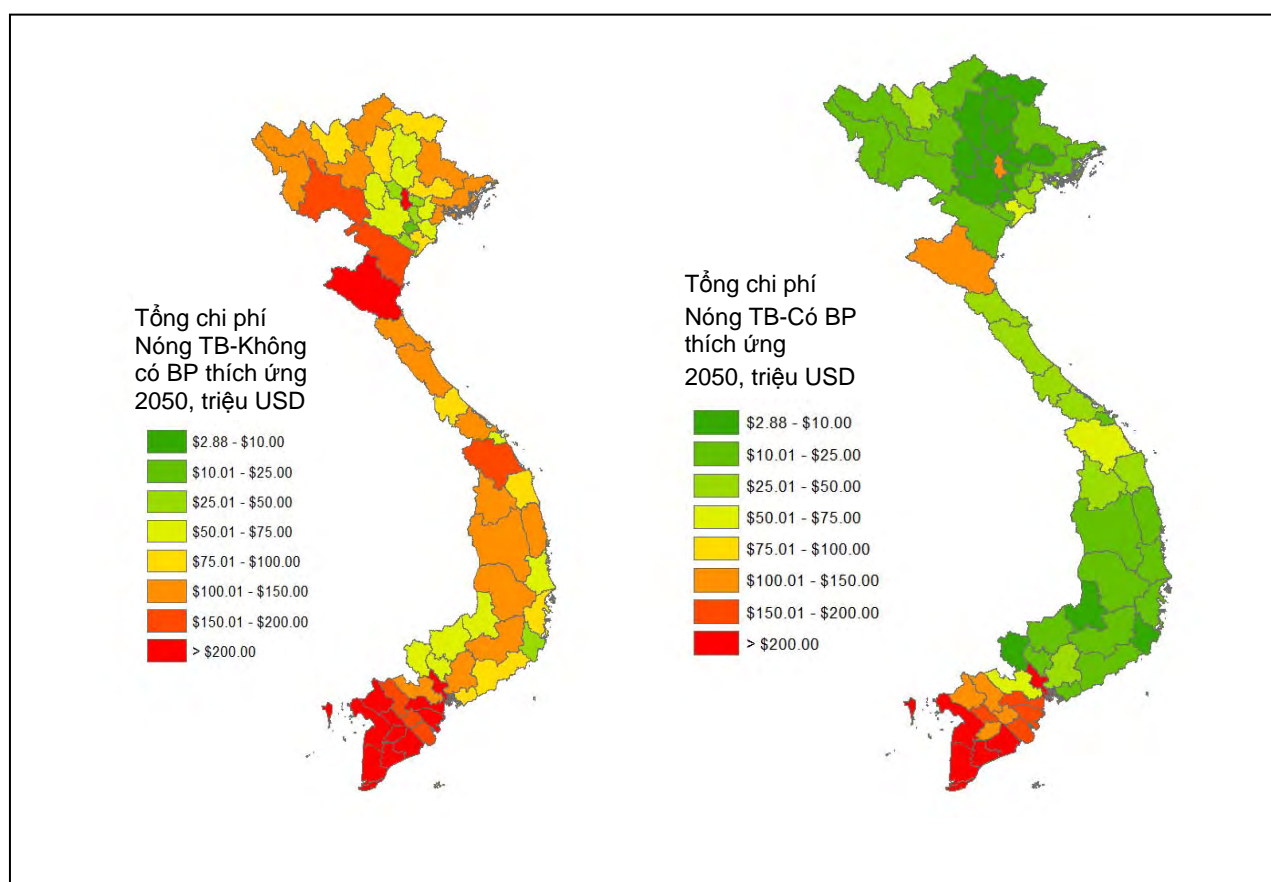 Tổng chi phí
Nóng TB-Không
có BP thích ứng
2050, triệu USD
$2.88 - $10.00
$10.01 - $25.00
$25.01 - $50.00
$50.01 - $75.00
$75.01 - $100.00
$100.01 - $150.00
$150.01 - $200.00
> $200.00
Tổng chi phí
Nóng TB-Có BP
thích ứng
2050, triệu USD
$2.88 - $10.00
$10.01 - $25.00
$25.01 - $50.00
$50.01 - $75.00
$75.01 - $100.00
$100.01 - $150.00
$150.01 - $200.00
> $200.00